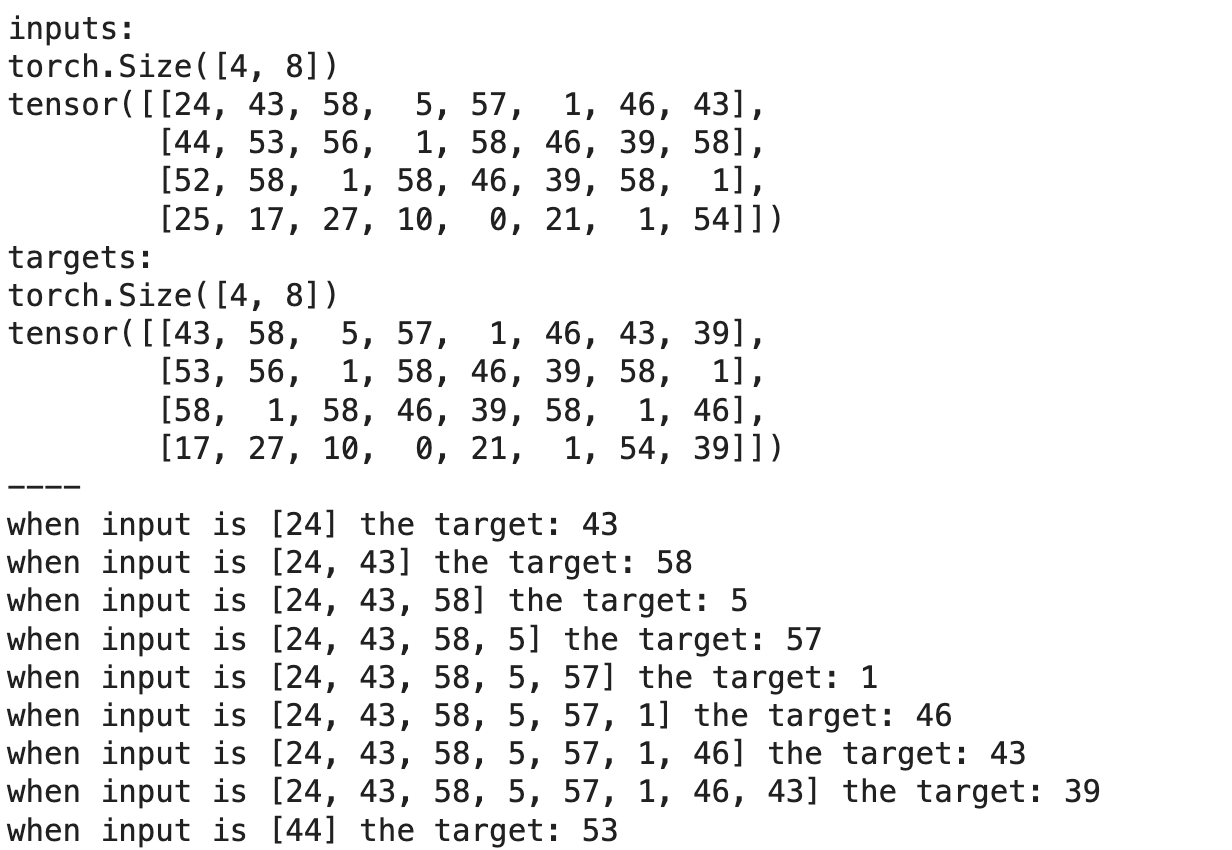 inputs:
torch.Size([4, 8])
tensor([[24, 43, 58,  5, 57,  1, 46, 43],
        [44, 53, 56,  1, 58, 46, 39, 58],
        [52, 58,  1, 58, 46, 39, 58,  1],
        [25, 17, 27, 10,  0, 21,  1, 54]])
targets:
torch.Size([4, 8])
tensor([[43, 58,  5, 57,  1, 46, 43, 39],
        [53, 56,  1, 58, 46, 39, 58,  1],
        [58,  1, 58, 46, 39, 58,  1, 46],
        [17, 27, 10,  0, 21,  1, 54, 39]])
----
when input is [24] the target: 43
when input is [24, 43] the target: 58
when input is [24, 43, 58] the target: 5
when input is [24, 43, 58, 5] the target: 57
when input is [24, 43, 58, 5, 57] the target: 1
when input is [24, 43, 58, 5, 57, 1] the target: 46
when input is [24, 43, 58, 5, 57, 1, 46] the target: 43
when input is [24, 43, 58, 5, 57, 1, 46, 43] the target: 39
when input is [44] the target: 53